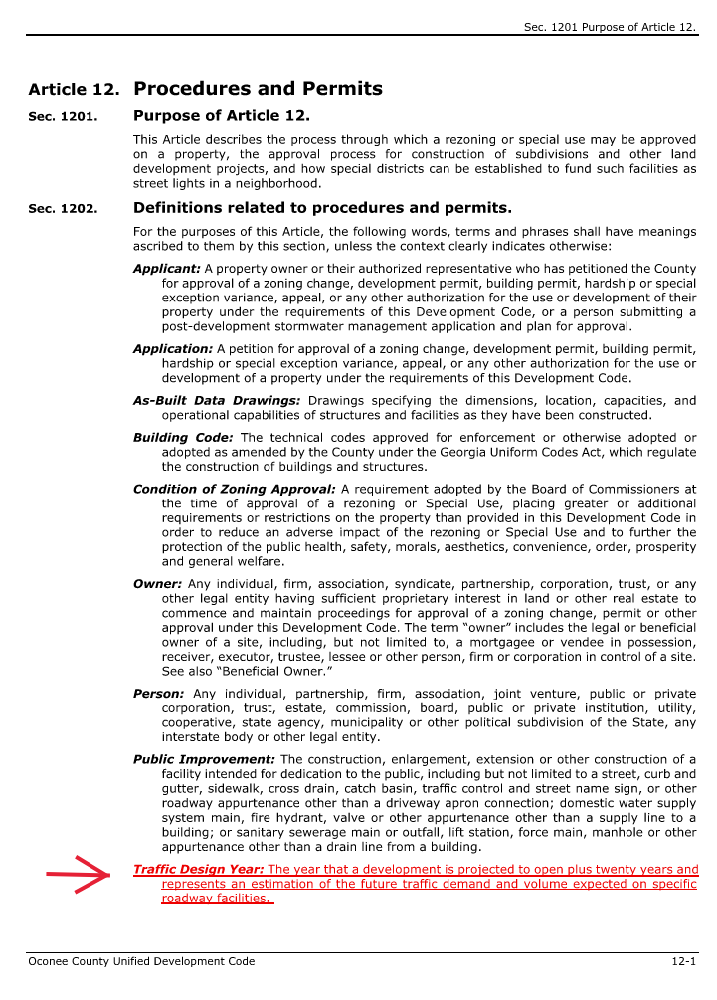 Sec. 1201 Purpose of Article 12.
Article 12. Procedures and Permits
Sec. 1201. Purpose of Article 12.
This Article describes the process through which a rezoning or special use may be approved
on a property, the approval process for construction of subdivisions and other land
development projects, and how special districts can be established to fund such facilities as
street lights in a neighborhood.
Sec. 1202. Definitions related to procedures and permits.
For the purposes of this Article, the following words, terms and phrases shall have meanings
ascribed to them by this section, unless the context clearly indicates otherwise:
Applicant: A property owner or their authorized representative who has petitioned the County
for approval of a zoning change, development permit, building permit, hardship or special
exception variance, appeal, or any other authorization for the use or development of their
property under the requirements of this Development Code, or a person submitting a
post-development stormwater management application and plan for approval.
Application: A petition for approval of a zoning change, development permit, building permit,
hardship or special exception variance, appeal, or any other authorization for the use or
development of a property under the requirements of this Development Code.
As-Built Data Drawings: Drawings specifying the dimensions, location, capacities, and
operational capabilities of structures and facilities as they have been constructed.
Building Code: The technical codes approved for enforcement or otherwise adopted or
adopted as amended by the County under the Georgia Uniform Codes Act, which regulate
the construction of buildings and structures.
Condition of Zoning Approval: A requirement adopted by the Board of Commissioners at
the time of approval of a rezoning or Special Use, placing greater or additional
requirements or restrictions on the property than provided in this Development Code in
order to reduce an adverse impact of the rezoning or Special Use and to further the
protection of the public health, safety, morals, aesthetics, convenience, order, prosperity
and general welfare.
Owner: Any individual, firm, association, syndicate, partnership, corporation, trust, or any
other legal entity having sufficient proprietary interest in land or other real estate to
commence and maintain proceedings for approval of a zoning change, permit or other
approval under this Development Code. The term “owner” includes the legal or beneficial
owner of a site, including, but not limited to, a mortgagee or vendee in possession,
receiver, executor, trustee, lessee or other person, firm or corporation in control of a site.
See also “Beneficial Owner.”
Person: Any individual, partnership, firm, association, joint venture, public or private
corporation, trust, estate, commission, board, public or private institution, utility,
cooperative, state agency, municipality or other political subdivision of the State, any
interstate body or other legal entity.
Public Improvement: The construction, enlargement, extension or other construction of a
facility intended for dedication to the public, including but not limited to a street, curb and
gutter, sidewalk, cross drain, catch basin, traffic control and street name sign, or other
roadway appurtenance other than a driveway apron connection; domestic water supply
system main, fire hydrant, valve or other appurtenance other than a supply line to a
building; or sanitary sewerage main or outfall, lift station, force main, manhole or other
appurtenance other than a drain line from a building.
Traffic Design Year: The year that a development is projected to open plus twenty years and
represents an estimation of the future traffic demand and volume expected on specific
roadway facilities.
Oconee County Unified Development Code 12-1